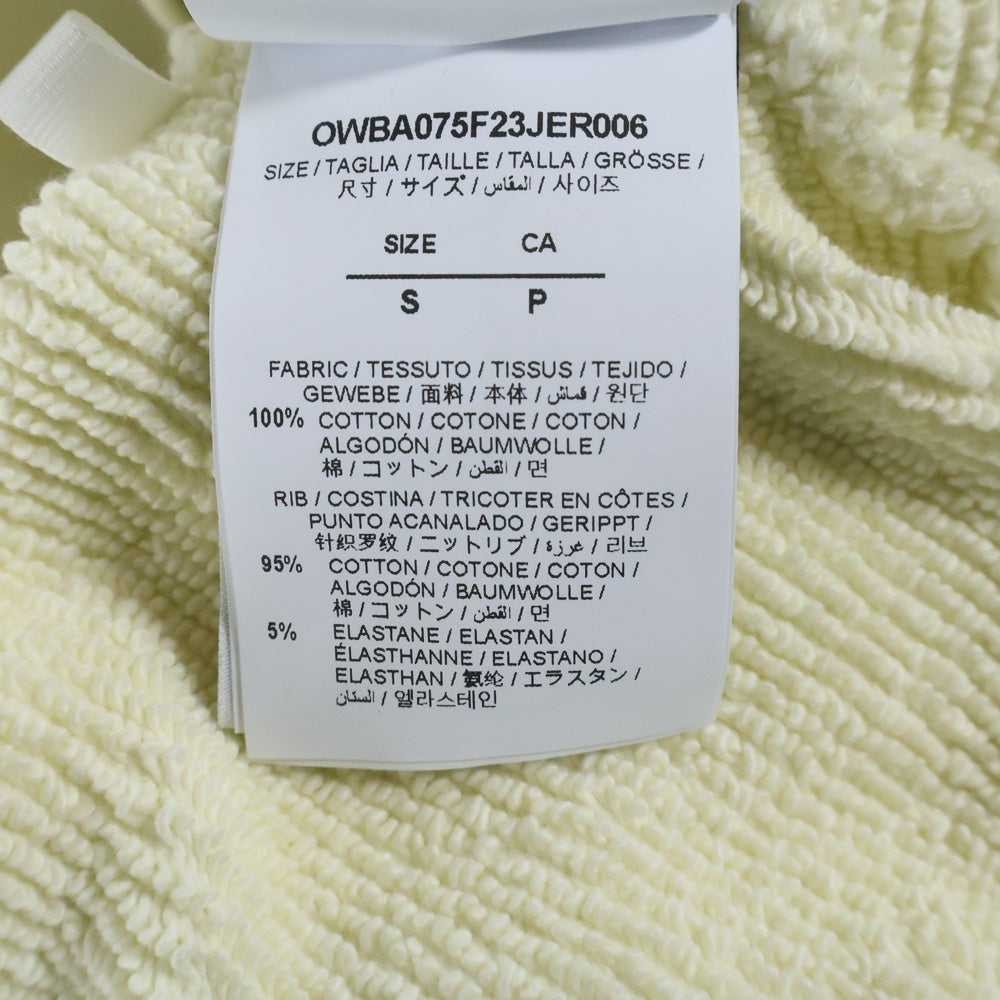 OWBA075F23JER006
SIZE / TAGLIA / TAILLE / TALLA / GRÖSSE /
尺寸 / サイズ / المقاس / 사이즈
SIZE CA
S P
FABRIC / TESSUTO / TISSUS / TEJIDO /
GEWEBE / 面料 / 本体 / قماش / 원단
100% COTTON / COTONE / COTON /
ALGODÓN / BAUMWOLLE /
棉 / コットン / القطن / 면
RIB / COSTINA / TRICOTER EN CÔTES /
PUNTO ACANALADO / GERIPPT /
针织罗纹 / ニットリブ / غرزة / 리브
95% COTTON / COTONE / COTON /
ALGODÓN / BAUMWOLLE /
棉 / コットン / القطن / 면
5% ELASTANE / ELASTAN /
ÉLASTHANNE / ELASTANO /
ELASTHAN / 氨纶 / エラスタン /
الستان / 엘라스테인